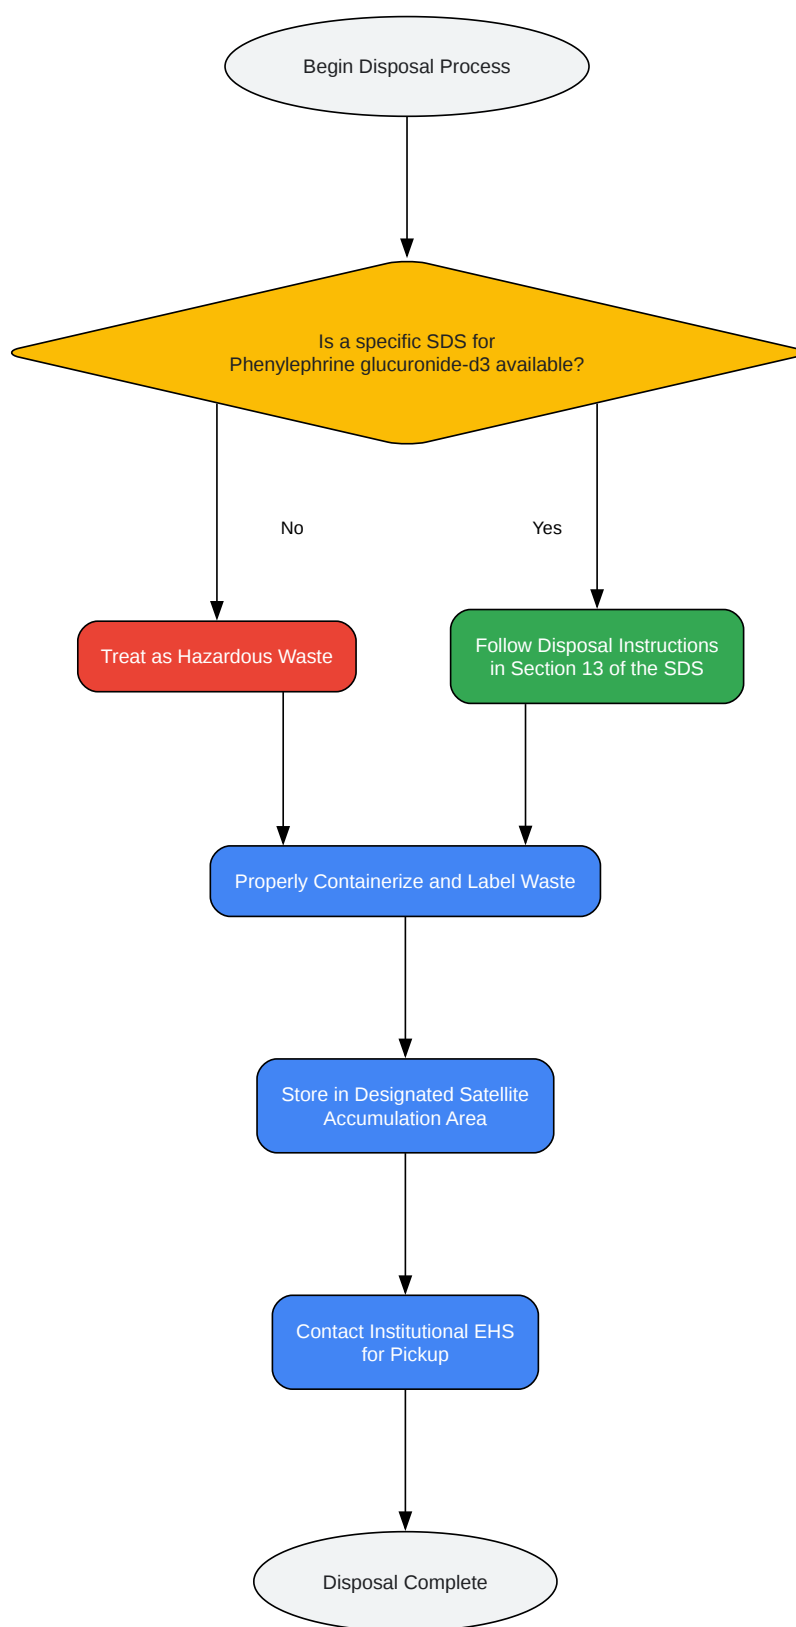 Begin Disposal Process
Is a specific SDS for
Phenylephrine glucuronide-d3 available?
No
Yes
Treat as Hazardous Waste
Follow Disposal Instructions
in Section 13 of the SDS
Properly Containerize and Label Waste
Store in Designated Satellite
Accumulation Area
Contact Institutional EHS
for Pickup
Disposal Complete